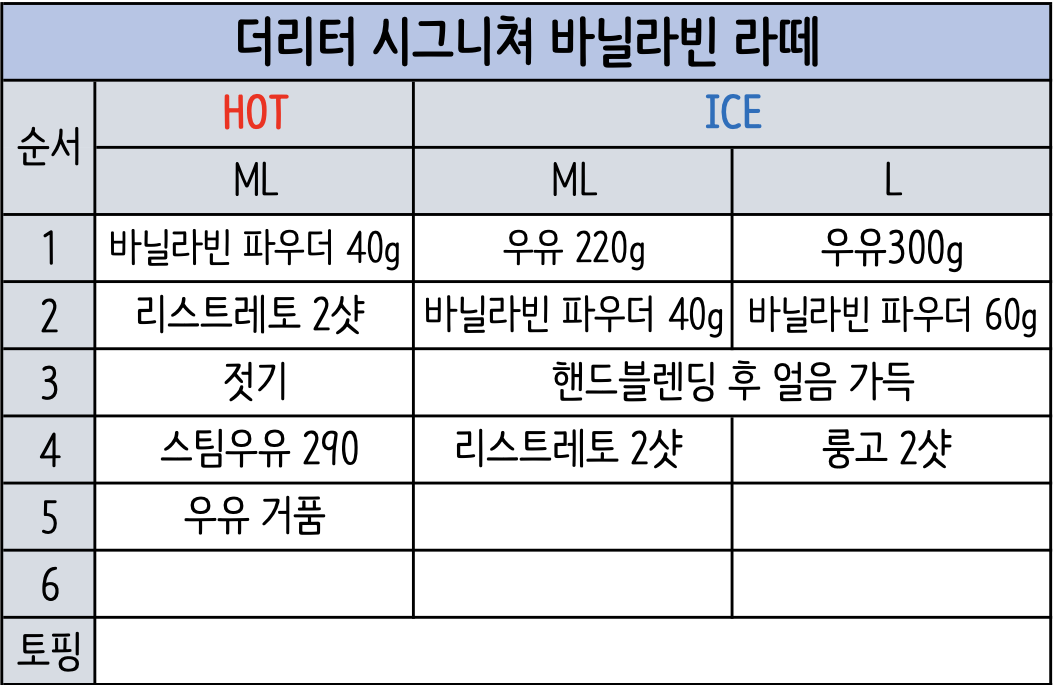 더리터 시그니쳐 바닐라빈 라떼
순서 HOT ICE
ML ML L
1 바닐라빈 파우더 40g 우유 220g 우유300g
2 리스트레토 2샷 바닐라빈 파우더 40g 바닐라빈 파우더 60g
3 젓기 핸드블렌딩 후 얼음 가득
4 스팀우유 290 리스트레토 2샷 룽고 2샷
5 우유 거품
6
토핑